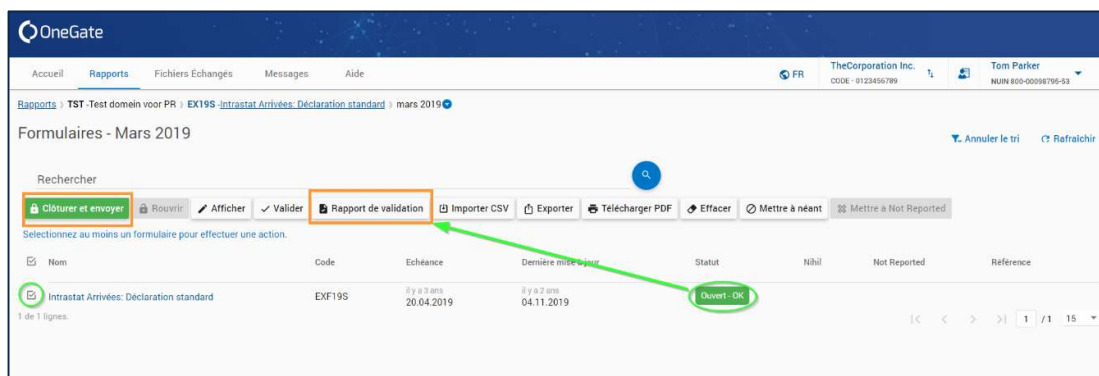 OneGate
Accueil Rapports Fichiers Échangés Messages Aide FR TheCorporation Inc. Tom Parker
CODE - 0123456789 NUIN 800-00098795-53
Rapports > TST -Test domein voor PR > EX19S -Intrastat Arrivées: Déclaration standard > mars 2019
Formulaires - Mars 2019
Annuler le tri Rafraîchir
Rechercher
Clôturer et envoyer Rouvrir Afficher Valider Rapport de validation Importer CSV Exporter Télécharger PDF Effacer Mettre à néant Mettre à Not Reported
Selectionnez au moins un formulaire pour effectuer une action.
Nom Code Echéance Dernière mise à jour Statut Nihil Not Reported Référence
il y a 3 ans il y a 2 ans
Intrastat Arrivées: Déclaration standard EXF19S 20.04.2019 04.11.2019 Ouvert - OK
1 de 1 lignes. |< < > >| 1 / 1 15